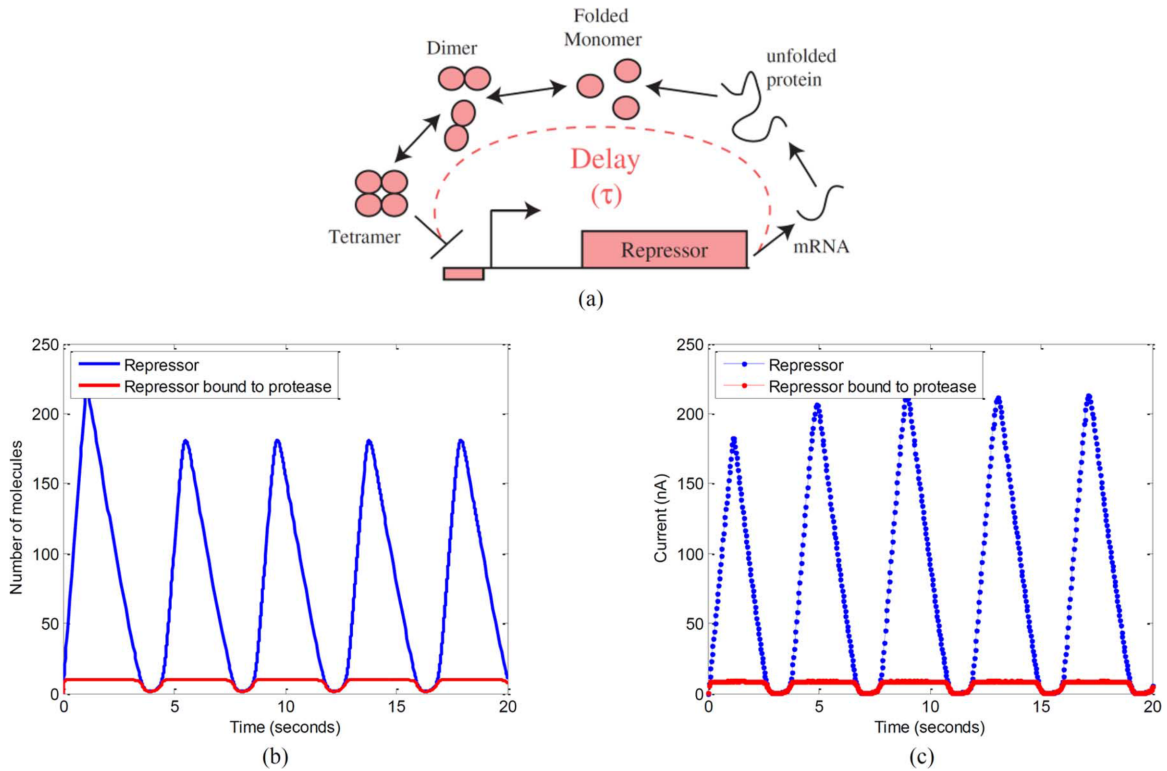 Folded
Monomer
Dimer
unfolded
protein
Delay
(τ)
Tetramer
Repressor
mRNA
(a)
250
200
150
100
50
0
Number of molecules
Repressor
Repressor bound to protease
0 5 10 15 20
Time (seconds)
(b)
250
200
150
100
50
0
Current (nA)
Repressor
Repressor bound to protease
0 5 10 15 20
Time (seconds)
(c)